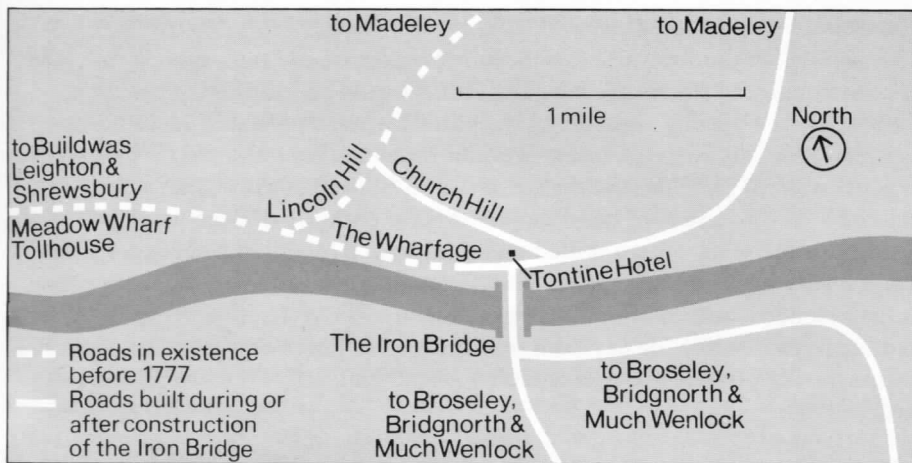 to Madeley
to Madeley
1 mile
North
to Buildwas
Leighton &
Shrewsbury
Lincoln Hill
Church Hill
Meadow Wharf
Tollhouse
The Wharfage
Tontine Hotel
The Iron Bridge
Roads in existence
before 1777
Roads built during or
after construction
of the Iron Bridge
to Broseley,
Bridgnorth &
Much Wenlock
to Broseley,
Bridgnorth &
Much Wenlock